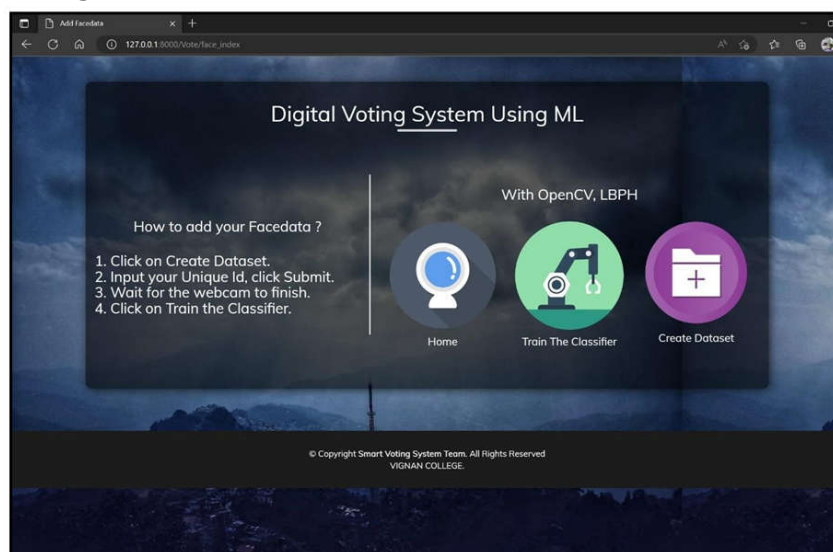 Add Facedata
127.0.0.1:8000/Vote/face_index
Digital Voting System Using ML
How to add your Facedata ?
1. Click on Create Dataset.
2. Input your Unique Id, click Submit.
3. Wait for the webcam to finish.
4. Click on Train the Classifier.
With OpenCV, LBPH
Home
Train The Classifier
Create Dataset
© Copyright Smart Voting System Team. All Rights Reserved
VIGNAN COLLEGE.